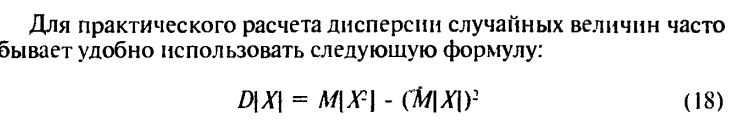 Для практического расчета дисперсии случайных величин часто
бывает удобно использовать следующую формулу:
D[X] = M[X²] - (M[X])² (18)